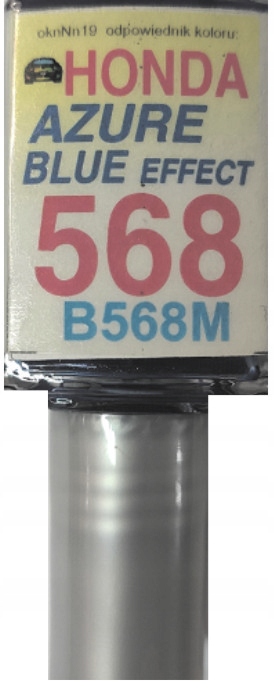 oknNn19 odpowiednik koloru:
HONDA
AZURE
BLUE EFFECT
568
B568M